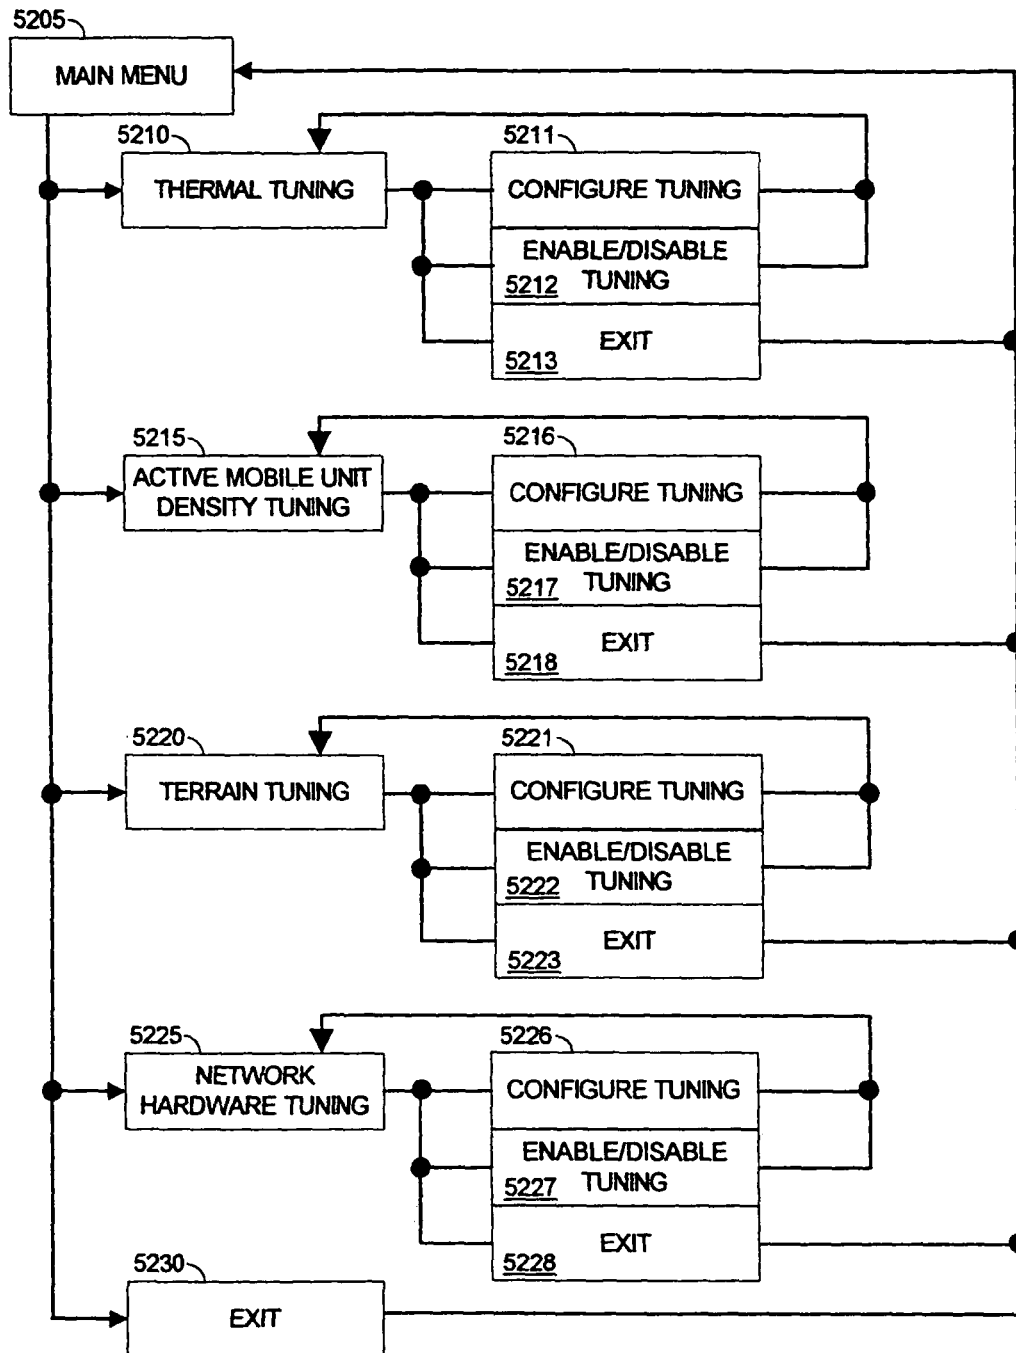 5205
MAIN MENU
5210
THERMAL TUNING
5211
CONFIGURE TUNING
ENABLE/DISABLE
5212 TUNING
EXIT
5213
5215
ACTIVE MOBILE UNIT
DENSITY TUNING
5216
CONFIGURE TUNING
ENABLE/DISABLE
5217 TUNING
EXIT
5218
5220
TERRAIN TUNING
5221
CONFIGURE TUNING
ENABLE/DISABLE
5222 TUNING
EXIT
5223
5225
NETWORK
HARDWARE TUNING
5226
CONFIGURE TUNING
ENABLE/DISABLE
5227 TUNING
EXIT
5228
5230
EXIT